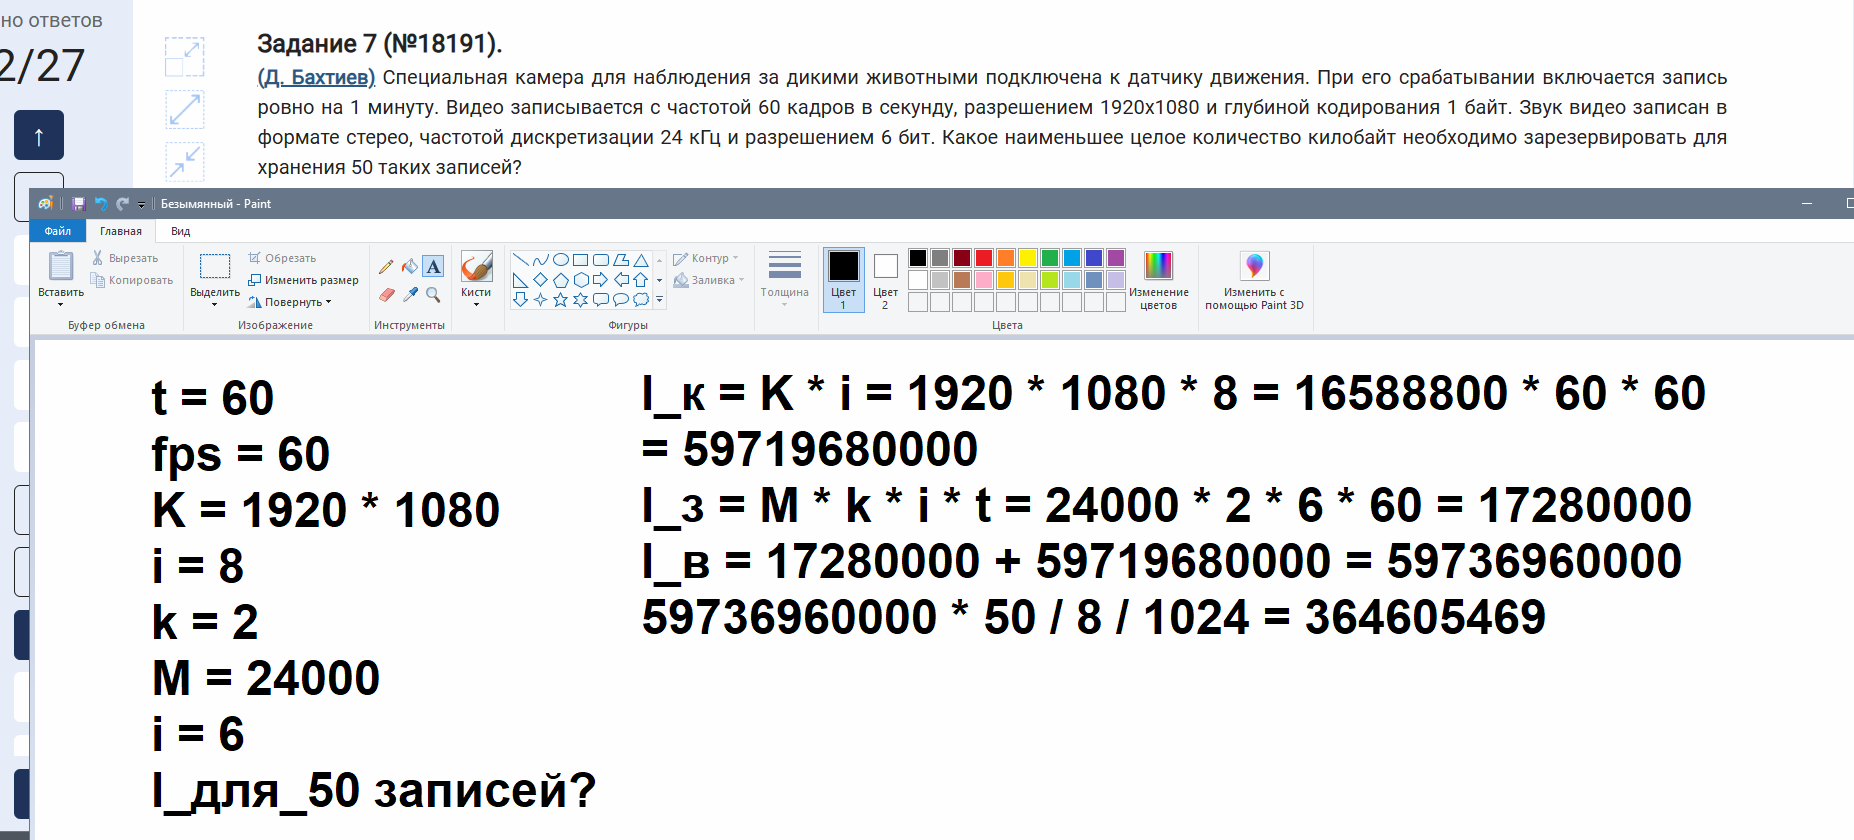 но ответов
2/27
Задание 7 (№18191).
(Д. Бахтиев) Специальная камера для наблюдения за дикими животными подключена к датчику движения. При его срабатывании включается запись
ровно на 1 минуту. Видео записывается с частотой 60 кадров в секунду, разрешением 1920x1080 и глубиной кодирования 1 байт. Звук видео записан в
формате стерео, частотой дискретизации 24 кГц и разрешением 6 бит. Какое наименьшее целое количество килобайт необходимо зарезервировать для
хранения 50 таких записей?
Безымянный - Paint
Файл Главная Вид
Вставить
Вырезать
Копировать
Буфер обмена
Выделить
Обрезать
Изменить размер
Повернуть
Изображение
A
Инструменты
Кисти
Контур
Заливка
Фигуры
Толщина
Цвет
1
Цвет
2
Цвета
Изменение
цветов
Изменить с
помощью Paint 3D
t = 60
fps = 60
K = 1920 * 1080
i = 8
k = 2
M = 24000
i = 6
I_для_50 записей?
I_к = K * i = 1920 * 1080 * 8 = 16588800 * 60 * 60
= 59719680000
I_з = M * k * i * t = 24000 * 2 * 6 * 60 = 17280000
I_в = 17280000 + 59719680000 = 59736960000
59736960000 * 50 / 8 / 1024 = 364605469